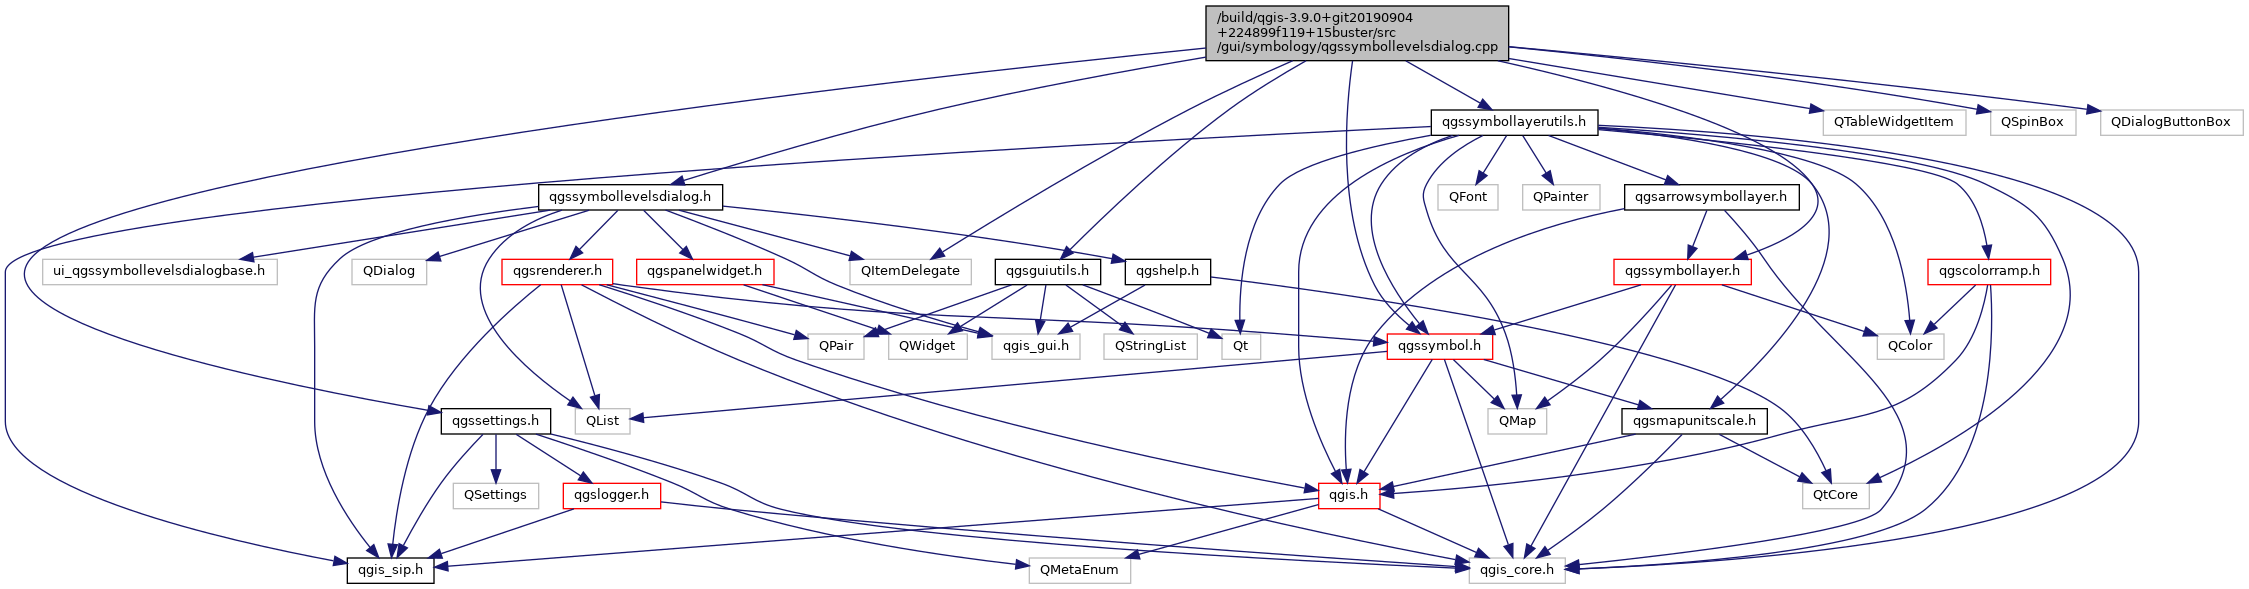 /build/qgis-3.9.0+git20190904
+224899f119+15buster/src
/gui/symbology/qgssymbollevelsdialog.cpp
qgssymbollayerutils.h
QTableWidgetItem
QSpinBox
QDialogButtonBox
qgssymbollevelsdialog.h
QFont
QPainter
qgsarrowsymbollayer.h
ui_qgssymbollevelsdialogbase.h
QDialog
qgsrenderer.h
qgspanelwidget.h
QItemDelegate
qgsguiutils.h
qgshelp.h
qgssymbollayer.h
qgscolorramp.h
QPair
QWidget
qgis_gui.h
QStringList
Qt
qgssymbol.h
QColor
qgssettings.h
QList
QMap
qgsmapunitscale.h
QSettings
qgslogger.h
qgis.h
QtCore
qgis_sip.h
QMetaEnum
qgis_core.h